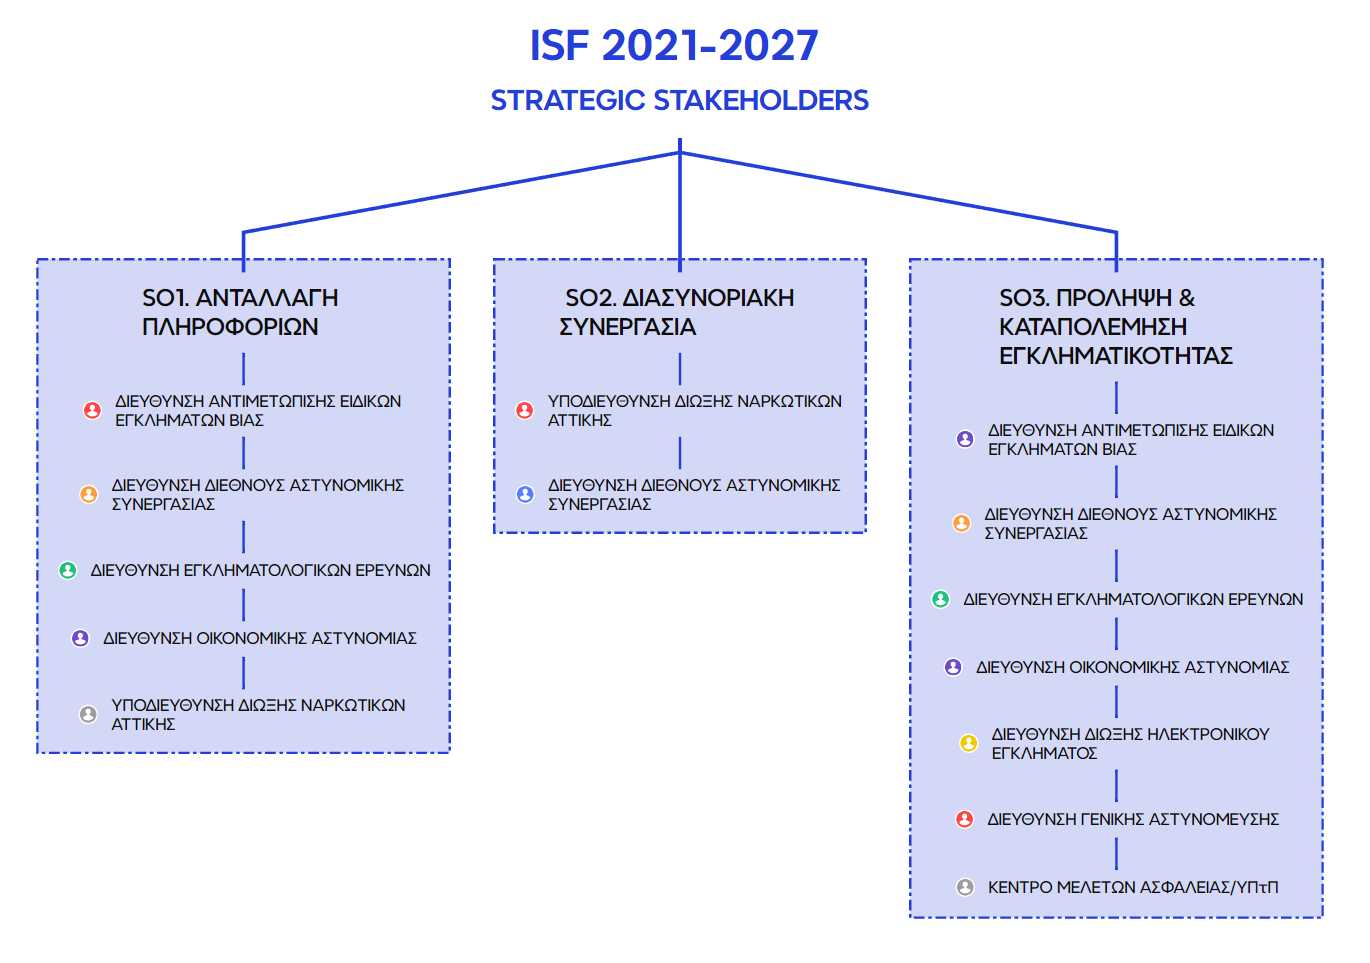 ISF 2021-2027
STRATEGIC STAKEHOLDERS
SO1. ΑΝΤΑΛΛΑΓΗ
ΠΛΗΡΟΦΟΡΙΩΝ
ΔΙΕΥΘΥΝΣΗ ΑΝΤΙΜΕΤΩΠΙΣΗΣ ΕΙΔΙΚΩΝ
ΕΓΚΛΗΜΑΤΩΝ ΒΙΑΣ
ΔΙΕΥΘΥΝΣΗ ΔΙΕΘΝΟΥΣ ΑΣΤΥΝΟΜΙΚΗΣ
ΣΥΝΕΡΓΑΣΙΑΣ
ΔΙΕΥΘΥΝΣΗ ΕΓΚΛΗΜΑΤΟΛΟΓΙΚΩΝ ΕΡΕΥΝΩΝ
ΔΙΕΥΘΥΝΣΗ ΟΙΚΟΝΟΜΙΚΗΣ ΑΣΤΥΝΟΜΙΑΣ
ΥΠΟΔΙΕΥΘΥΝΣΗ ΔΙΩΞΗΣ ΝΑΡΚΩΤΙΚΩΝ
ΑΤΤΙΚΗΣ
SO2. ΔΙΑΣΥΝΟΡΙΑΚΗ
ΣΥΝΕΡΓΑΣΙΑ
ΥΠΟΔΙΕΥΘΥΝΣΗ ΔΙΩΞΗΣ ΝΑΡΚΩΤΙΚΩΝ
ΑΤΤΙΚΗΣ
ΔΙΕΥΘΥΝΣΗ ΔΙΕΘΝΟΥΣ ΑΣΤΥΝΟΜΙΚΗΣ
ΣΥΝΕΡΓΑΣΙΑΣ
SO3. ΠΡΟΛΗΨΗ &
ΚΑΤΑΠΟΛΕΜΗΣΗ
ΕΓΚΛΗΜΑΤΙΚΟΤΗΤΑΣ
ΔΙΕΥΘΥΝΣΗ ΑΝΤΙΜΕΤΩΠΙΣΗΣ ΕΙΔΙΚΩΝ
ΕΓΚΛΗΜΑΤΩΝ ΒΙΑΣ
ΔΙΕΥΘΥΝΣΗ ΔΙΕΘΝΟΥΣ ΑΣΤΥΝΟΜΙΚΗΣ
ΣΥΝΕΡΓΑΣΙΑΣ
ΔΙΕΥΘΥΝΣΗ ΕΓΚΛΗΜΑΤΟΛΟΓΙΚΩΝ ΕΡΕΥΝΩΝ
ΔΙΕΥΘΥΝΣΗ ΟΙΚΟΝΟΜΙΚΗΣ ΑΣΤΥΝΟΜΙΑΣ
ΔΙΕΥΘΥΝΣΗ ΔΙΩΞΗΣ ΗΛΕΚΤΡΟΝΙΚΟΥ
ΕΓΚΛΗΜΑΤΟΣ
ΔΙΕΥΘΥΝΣΗ ΓΕΝΙΚΗΣ ΑΣΤΥΝΟΜΕΥΣΗΣ
ΚΕΝΤΡΟ ΜΕΛΕΤΩΝ ΑΣΦΑΛΕΙΑΣ/ΥΠτΠ